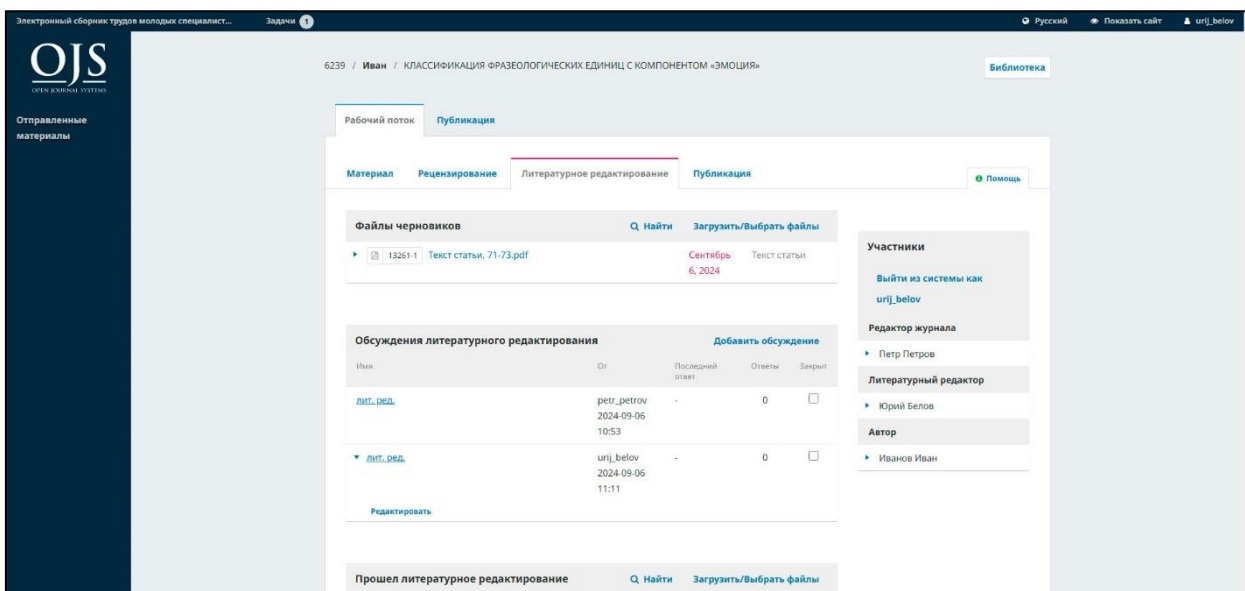 Электронный сборник трудов молодых специалист... Задачи 1 Русский Показать сайт urij_belov
OJS
OPEN JOURNAL SYSTEMS
Отправленные
материалы
6239 / Иван / КЛАССИФИКАЦИЯ ФРАЗЕОЛОГИЧЕСКИХ ЕДИНИЦ С КОМПОНЕНТОМ «ЭМОЦИЯ»
Библиотека
Рабочий поток Публикация
Материал Рецензирование Литературное редактирование Публикация
Помощь
Файлы черновиков Найти Загрузить/Выбрать файлы
13261-1 Текст статьи, 71-73.pdf Сентябрь Текст статьи
6, 2024
Обсуждения литературного редактирования Добавить обсуждение
Имя От Последний Ответы Закрыт
ответ
лит. ред. petr_petrov - 0
2024-09-06
10:53
лит. ред. urij_belov - 0
2024-09-06
11:11
Редактировать
Прошел литературное редактирование Найти Загрузить/Выбрать файлы
Участники
Выйти из системы как
urij_belov
Редактор журнала
Петр Петров
Литературный редактор
Юрий Белов
Автор
Иванов Иван